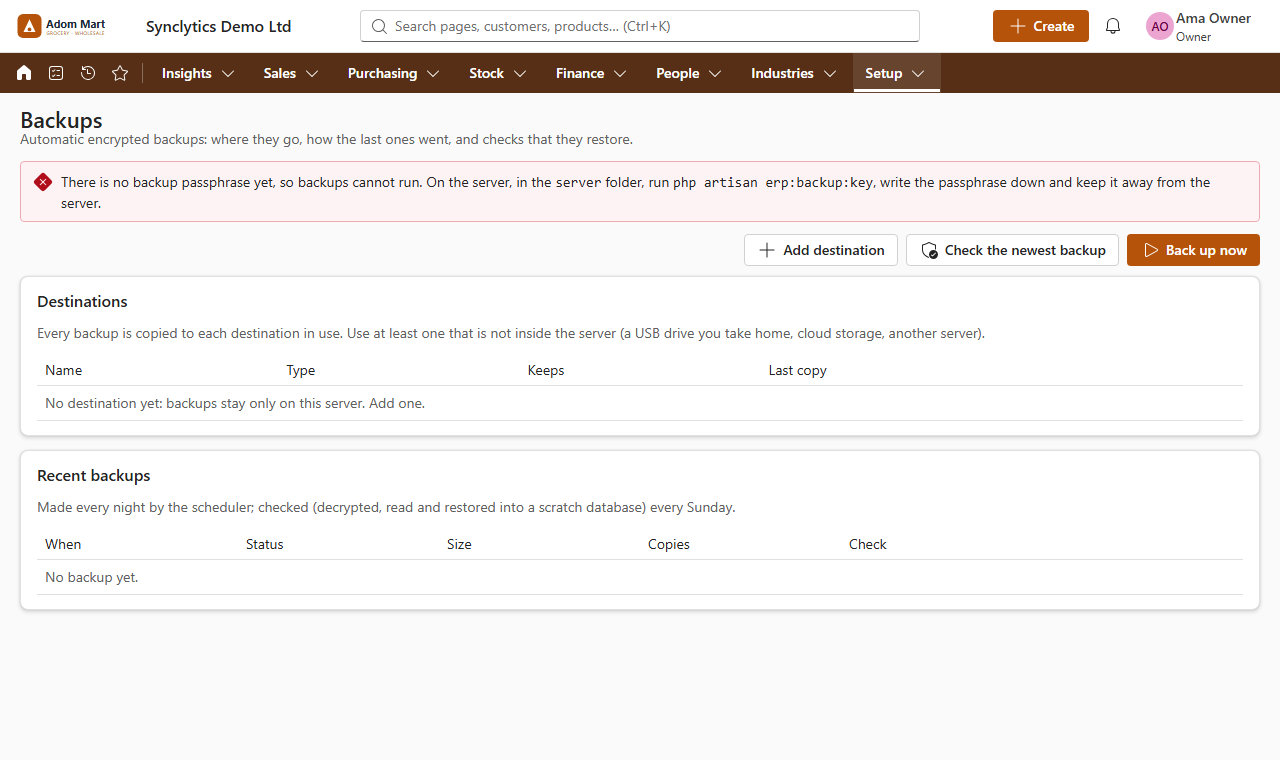 Adom Mart
GROCERY · WHOLESALE
Synclytics Demo Ltd
Search pages, customers, products... (Ctrl+K)
Create
AO
Ama Owner
Owner
Insights
Sales
Purchasing
Stock
Finance
People
Industries
Setup
Backups
Automatic encrypted backups: where they go, how the last ones went, and checks that they restore.
There is no backup passphrase yet, so backups cannot run. On the server, in the server folder, run php artisan erp:backup:key, write the passphrase down and keep it away from the
server.
Add destination
Check the newest backup
Back up now
Destinations
Every backup is copied to each destination in use. Use at least one that is not inside the server (a USB drive you take home, cloud storage, another server).
Name Type Keeps Last copy
No destination yet: backups stay only on this server. Add one.
Recent backups
Made every night by the scheduler; checked (decrypted, read and restored into a scratch database) every Sunday.
When Status Size Copies Check
No backup yet.